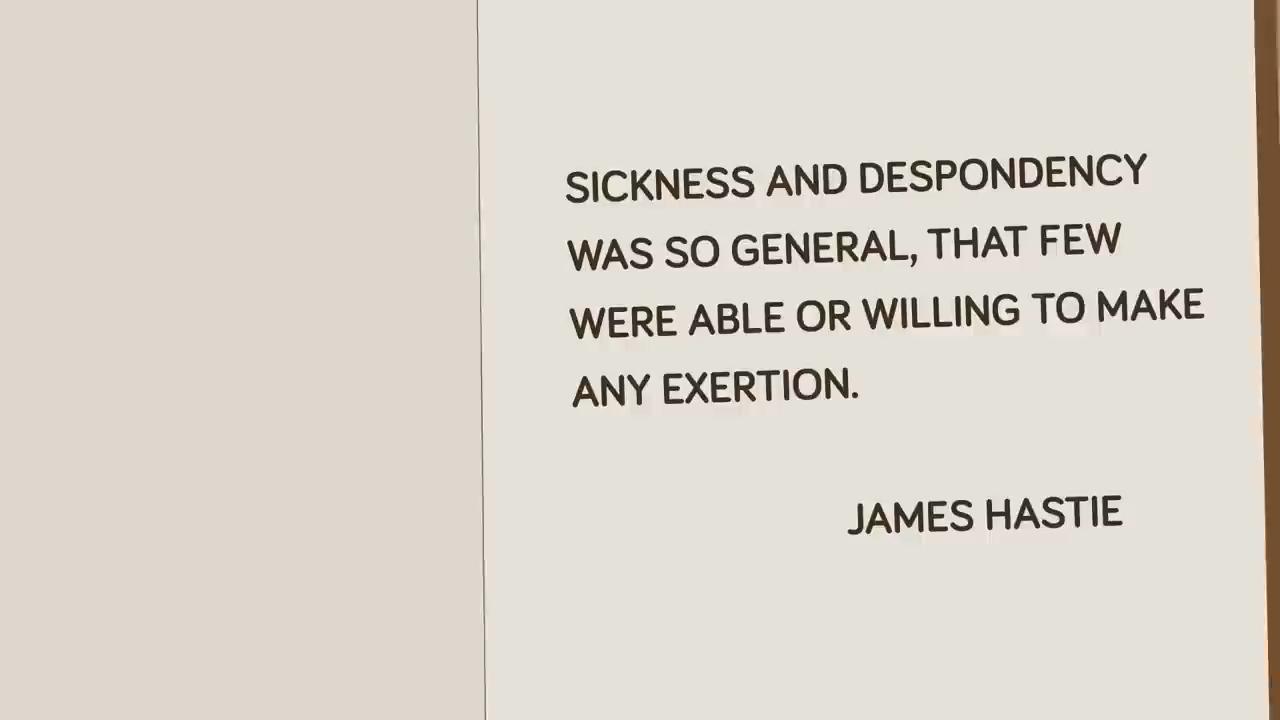 SICKNESS AND DESPONDENCY
WAS SO GENERAL, THAT FEW
WERE ABLE OR WILLING TO MAKE
ANY EXERTION.
JAMES HASTIE